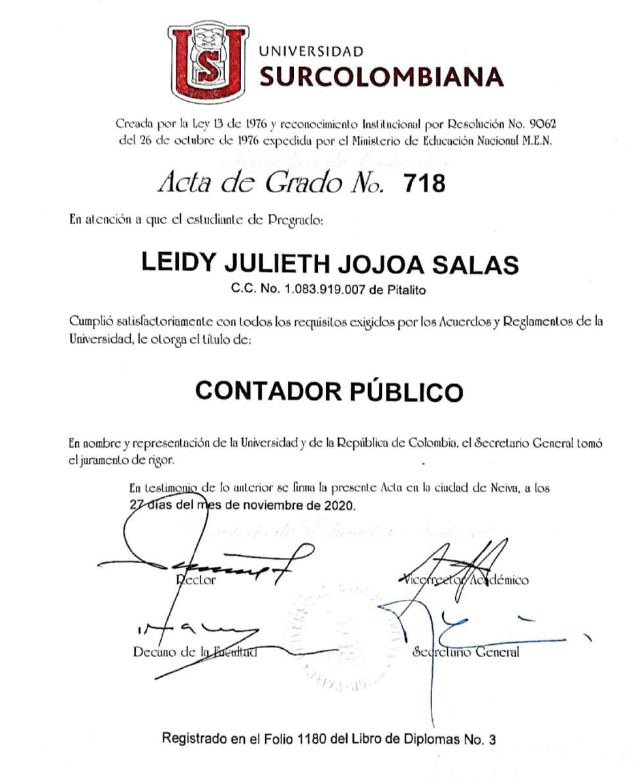 UNIVERSIDAD
SURCOLOMBIANA
Creada por la Ley 13 de 1976 y reconocimiento Institucional por Resolución No. 9062
del 26 de octubre de 1976 expedida por el Ministerio de Educación Nacional M.E.N.
Acta de Grado No. 718
En atención a que el estudiante de Pregrado:
LEIDY JULIETH JOJOA SALAS
C.C. No. 1.083.919.007 de Pitalito
Cumplió satisfactoriamente con todos los requisitos exigidos por los Acuerdos y Reglamentos de la
Universidad, le otorga el título de:
CONTADOR PÚBLICO
En nombre y representación de la Universidad y de la República de Colombia, el Secretario General tomó
el juramento de rigor.
En testimonio de lo anterior se firma la presente Acta en la ciudad de Neiva, a los
27 días del mes de noviembre de 2020.
Rector
Vicerrector Académico
Decano de la Facultad
Secretario General
Registrado en el Folio 1180 del Libro de Diplomas No. 3